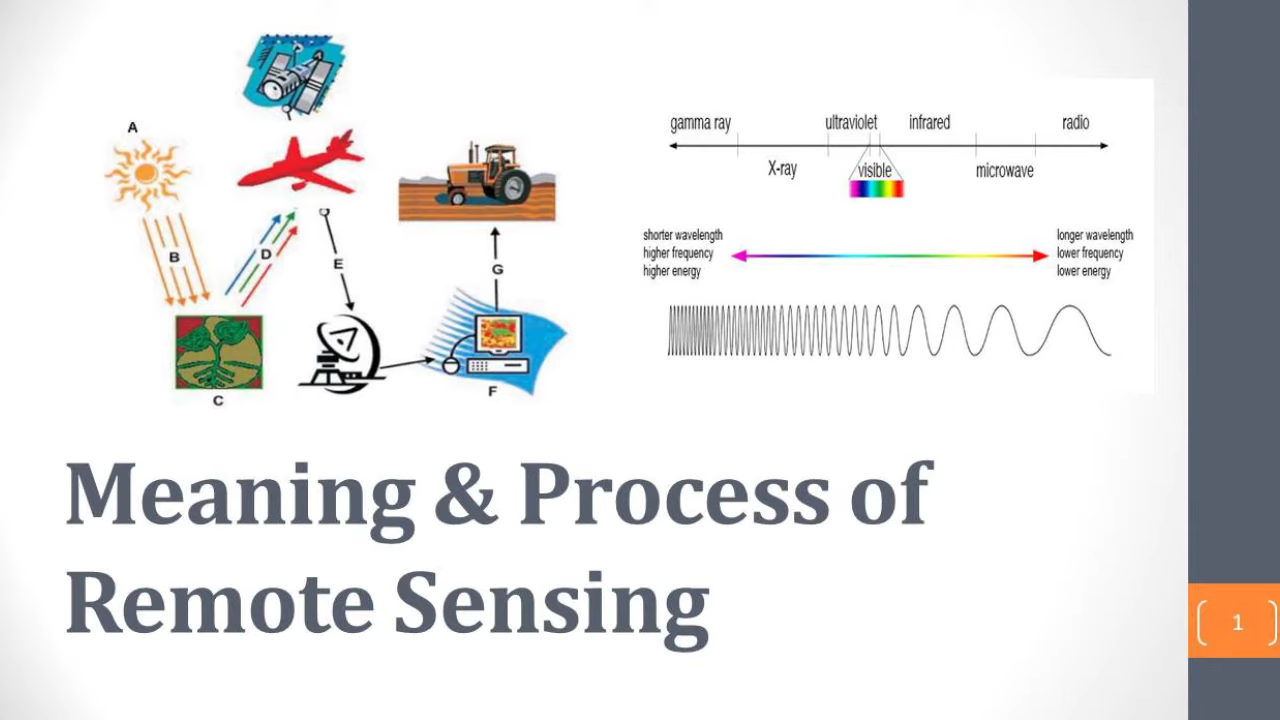 A
B
C
D
E
F
G
gamma ray
ultraviolet
infrared
radio
X-ray
visible
microwave
shorter wavelength
higher frequency
higher energy
longer wavelength
lower frequency
lower energy
Meaning & Process of
Remote Sensing
1